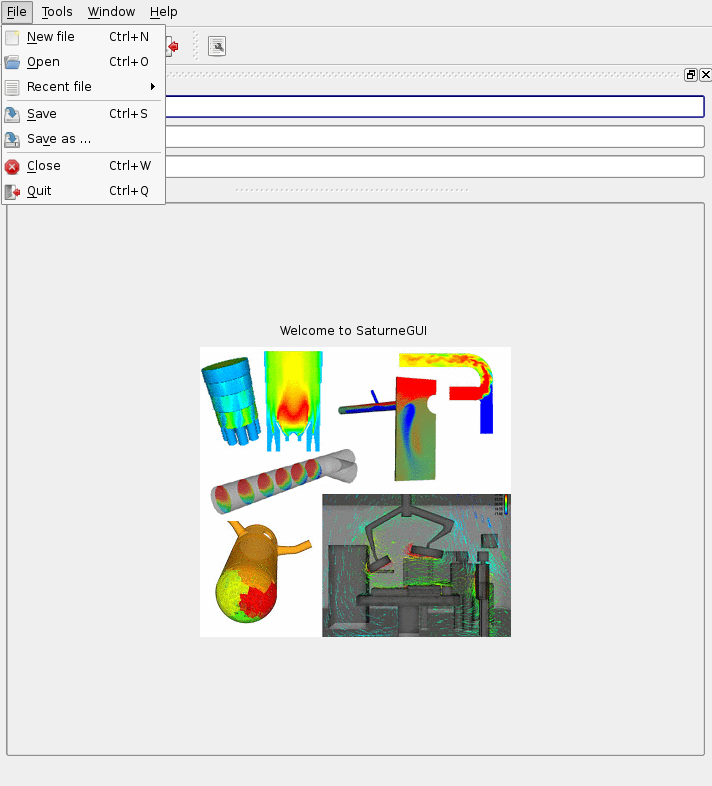 File Tools Window Help
New file Ctrl+N
Open Ctrl+O
Recent file
Save Ctrl+S
Save as ...
Close Ctrl+W
Quit Ctrl+Q
Welcome to SaturneGUI